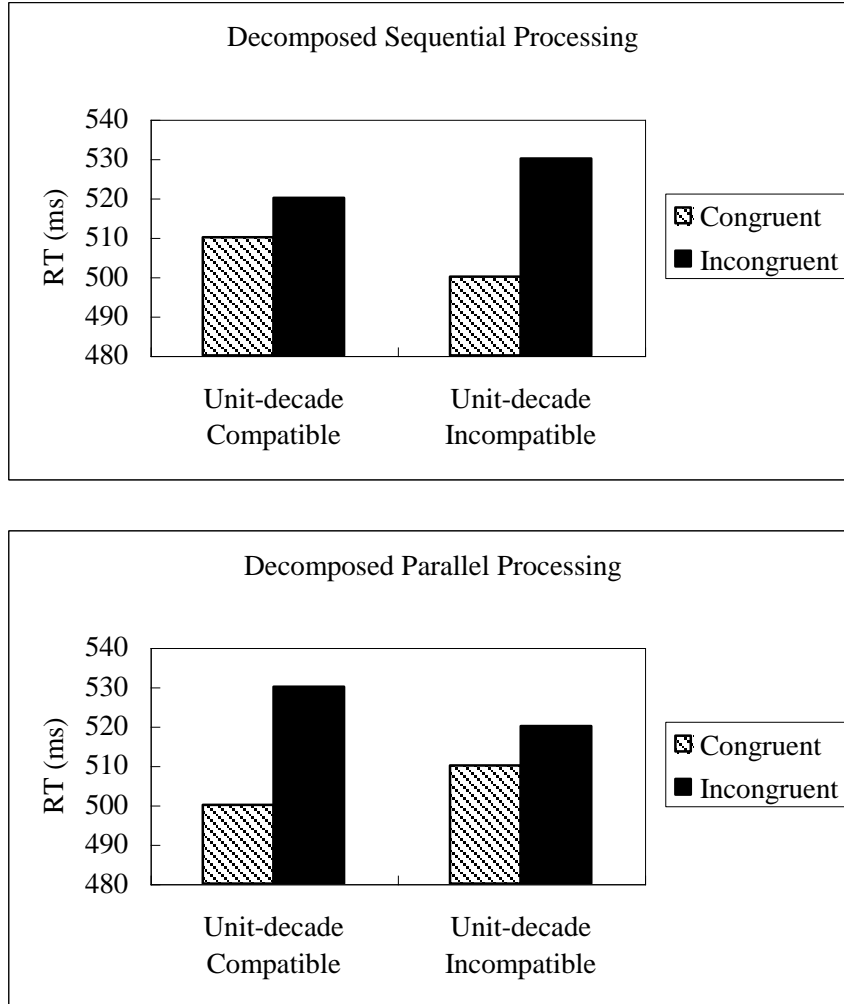 Decomposed Sequential Processing
540
530
520
510
500
490
480
RT (ms)
Unit-decade
Compatible
Unit-decade
Incompatible
Congruent
Incongruent
Decomposed Parallel Processing
540
530
520
510
500
490
480
RT (ms)
Unit-decade
Compatible
Unit-decade
Incompatible
Congruent
Incongruent